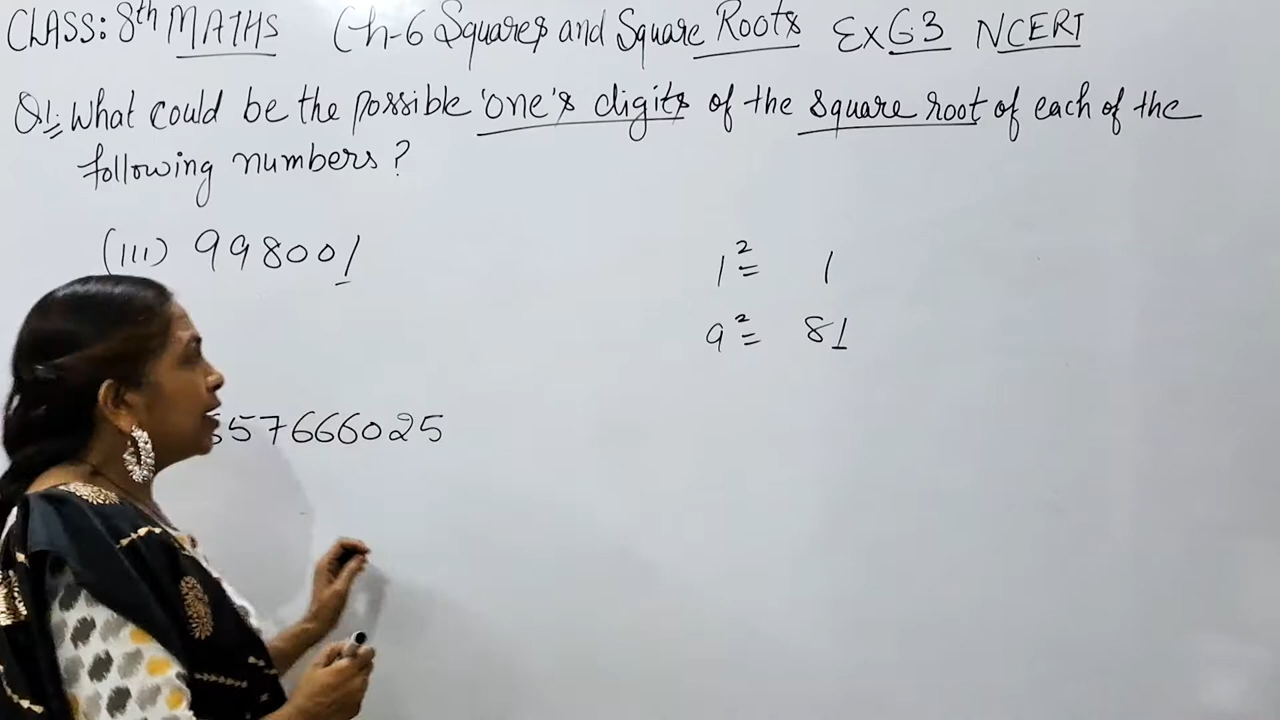 CLASS: 8th MATHS Ch-6 Squares and Square Roots Ex 6.3 NCERT
Q1. What could be the possible 'one's digits of the square root of each of the
following numbers?
(iii) 998001
1² = 1
9² = 81
57666025